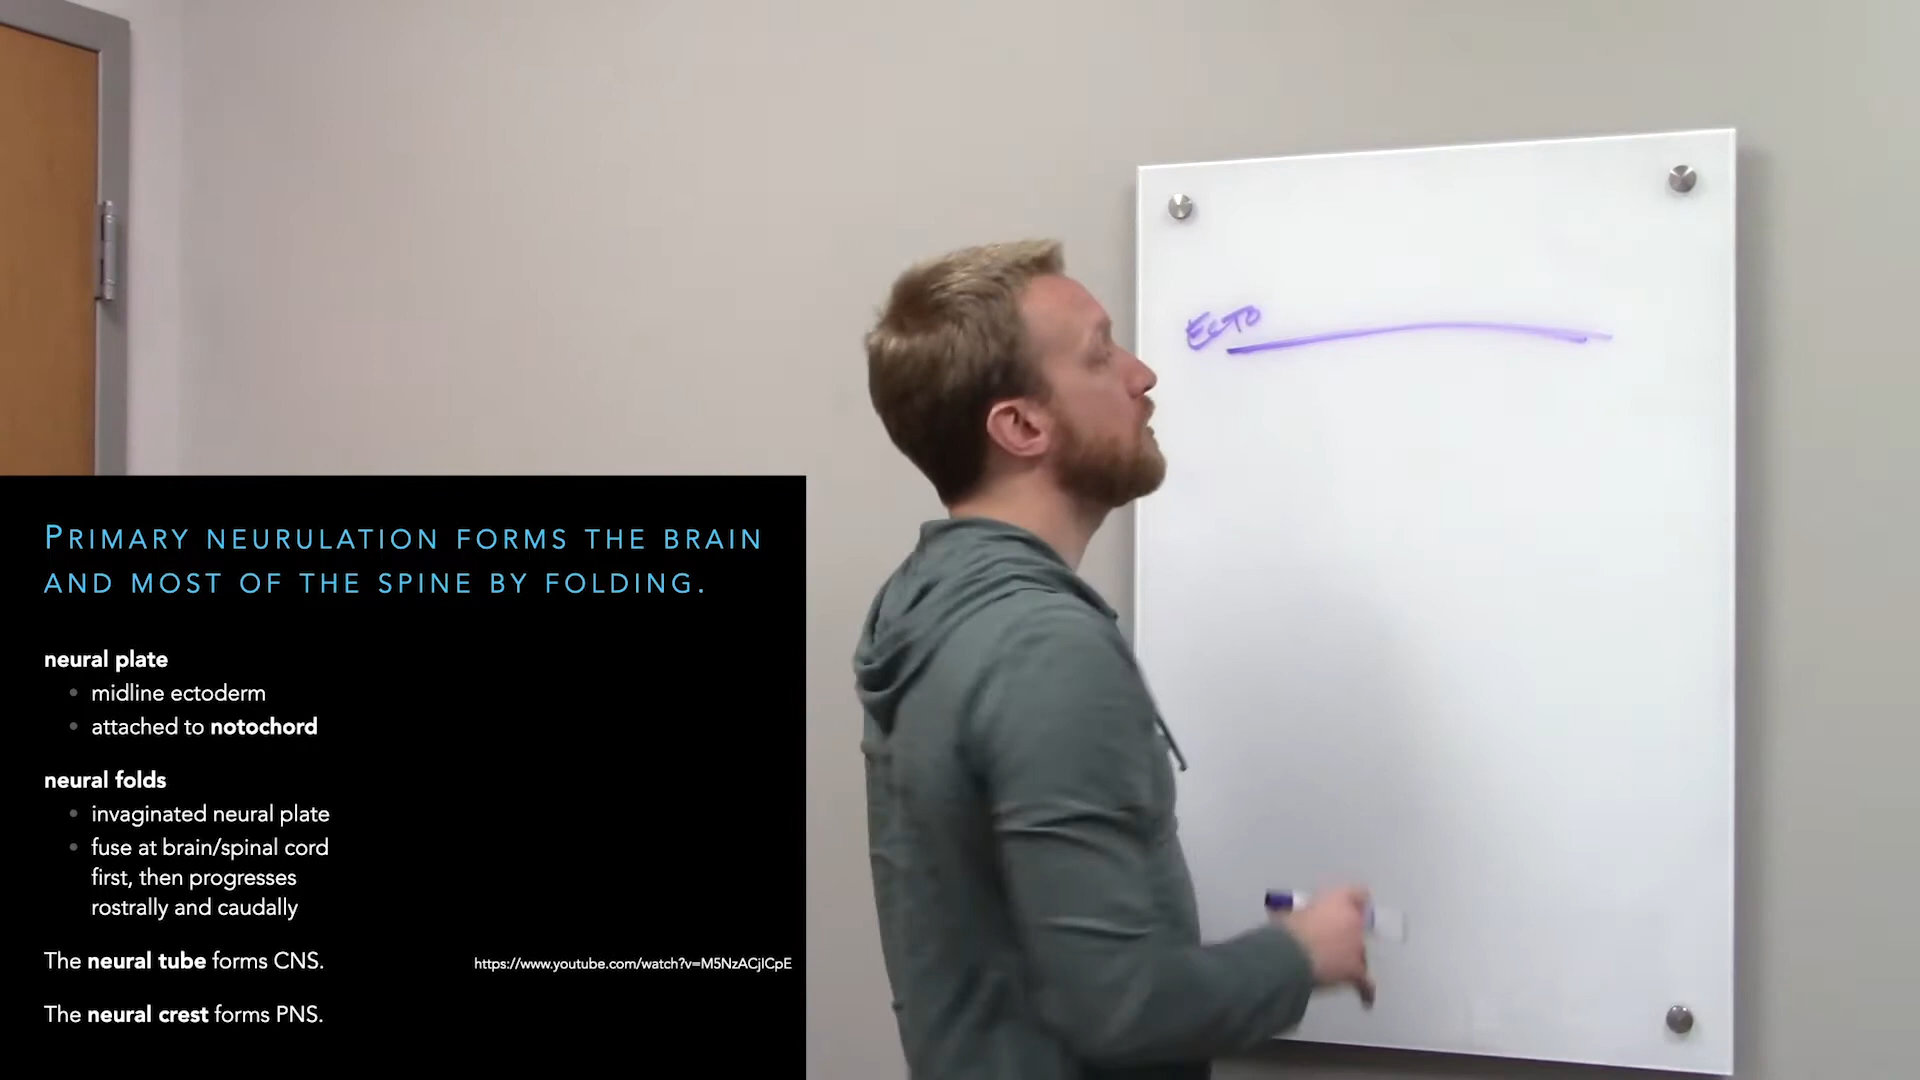 ECTO
PRIMARY NEURULATION FORMS THE BRAIN
AND MOST OF THE SPINE BY FOLDING.
neural plate
• midline ectoderm
• attached to notochord
neural folds
• invaginated neural plate
• fuse at brain/spinal cord
first, then progresses
rostrally and caudally
The neural tube forms CNS.
https://www.youtube.com/watch?v=M5NzACjlCpE
The neural crest forms PNS.